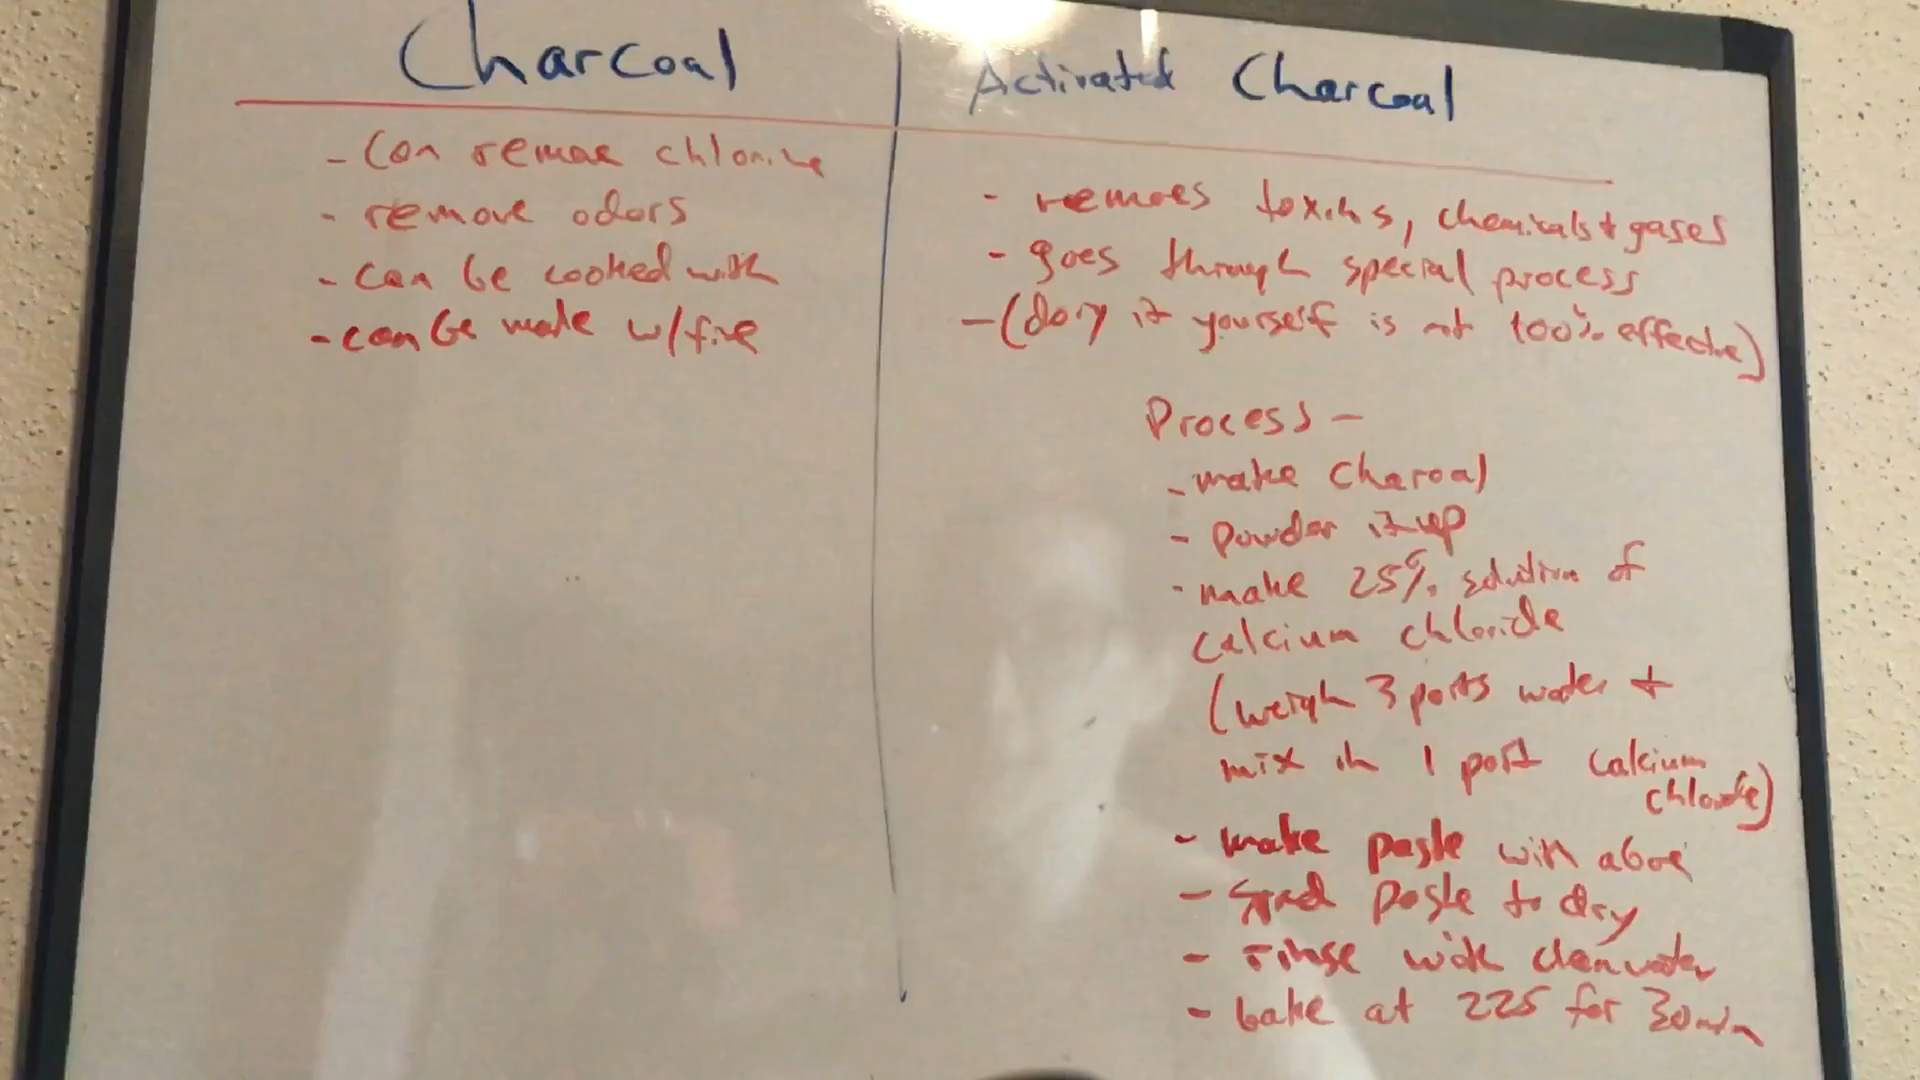 Charcoal
- Can remove chlorine
- remove odors
- can be cooked with
- can be made w/fire
Activated Charcoal
- removes toxins, chemicals + gases
- goes through special process
- (doing it yourself is not 100% effective)
Process -
- make Charoal
- Powder it up
- make 25% solution of
calcium chloride
(weigh 3 parts water +
mix in 1 part calcium
chloride)
- make paste with above
- spread paste to dry
- rinse with clean water
- bake at 225 for 30 min